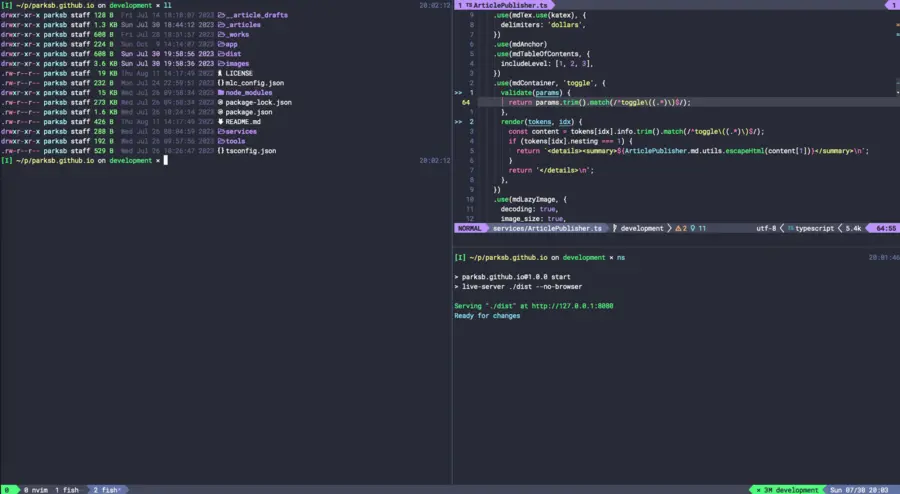 [I] ~/p/parksb.github.io on development × ll 20:02:13
drwxr-xr-x parksb staff 128 B Fri Jul 14 18:10:07 2023 __article_drafts
drwxr-xr-x parksb staff 1.3 KB Sun Jul 30 18:44:12 2023 _articles
drwxr-xr-x parksb staff 608 B Fri Jul 28 18:31:57 2023 _works
drwxr-xr-x parksb staff 224 B Sun Oct 9 14:14:07 2023 app
drwxr-xr-x parksb staff 608 B Sun Jul 30 19:58:56 2023 dist
drwxr-xr-x parksb staff 3.6 KB Sun Jul 30 19:58:36 2023 images
.rw-r--r-- parksb staff 19 KB Thu Aug 11 14:17:49 2022 LICENSE
.rw-r--r-- parksb staff 232 B Mon Jul 24 22:59:51 2023 mlc_config.json
drwxr-xr-x parksb staff 15 KB Wed Jul 26 09:58:34 2023 node_modules
.rw-r--r-- parksb staff 273 KB Wed Jul 26 09:58:34 2023 package-lock.json
.rw-r--r-- parksb staff 1.6 KB Wed Jul 26 10:24:14 2023 package.json
.rw-r--r-- parksb staff 426 B Thu Aug 11 14:17:49 2022 README.md
drwxr-xr-x parksb staff 288 B Wed Jul 26 08:04:59 2023 services
drwxr-xr-x parksb staff 192 B Wed Jul 26 09:57:56 2023 tools
.rw-r--r-- parksb staff 529 B Wed Jul 26 10:26:47 2023 tsconfig.json
[I] ~/p/parksb.github.io on development × 20:02:12
1 TS ArticlePublisher.ts 1
9 .use(mdTex.use(katex), {
8 delimiters: 'dollars',
7 })
6 .use(mdAnchor)
5 .use(mdTableOfContents, {
4 includeLevel: [1, 2, 3],
3 })
2 .use(mdContainer, 'toggle', {
>> 1 validate(params) {
64 return params.trim().match(/^toggle\((.*)\)$/);
1 },
>> 2 render(tokens, idx) {
3 const content = tokens[idx].info.trim().match(/^toggle\((.*)\)$/);
4 if (tokens[idx].nesting === 1) {
5 return `<details><summary>${ArticlePublisher.md.utils.escapeHtml(content[1])}</summary>\n`;
6 }
7 return '</details>\n';
8 },
9 })
10 .use(mdLazyImage, {
11 decoding: true,
12 image_size: true,
NORMAL services/ArticlePublisher.ts development 2 11 utf-8 TS typescript 5.4k 64:55
[I] ~/p/parksb.github.io on development × ns 20:01:46
> parksb.github.io@1.0.0 start
> live-server ./dist --no-browser
Serving "./dist" at http://127.0.0.1:8080
Ready for changes
0 0 nvim 1 fish 2 fish* × 3M development Sun 07/30 20:03